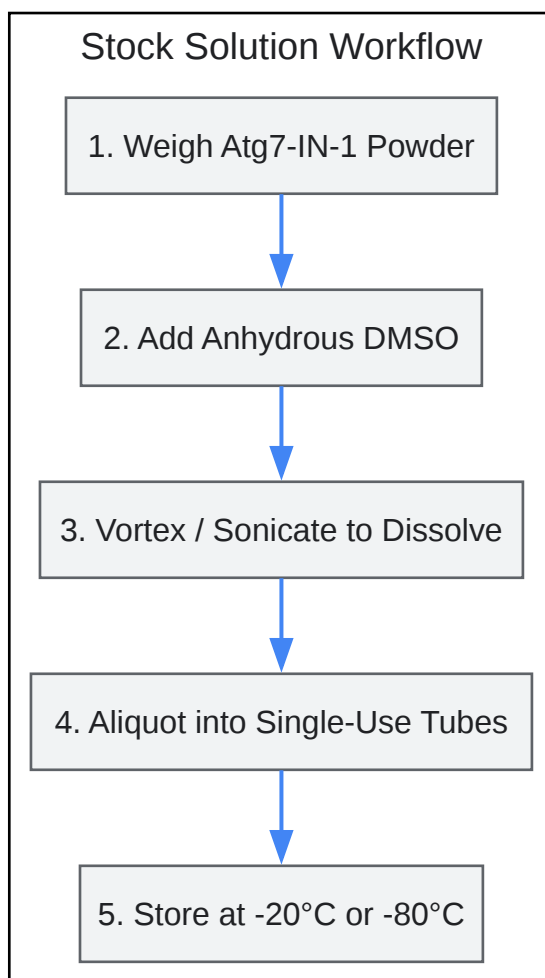 Stock Solution Workflow
1. Weigh Atg7-IN-1 Powder
2. Add Anhydrous DMSO
3. Vortex / Sonicate to Dissolve
4. Aliquot into Single-Use Tubes
5. Store at -20°C or -80°C